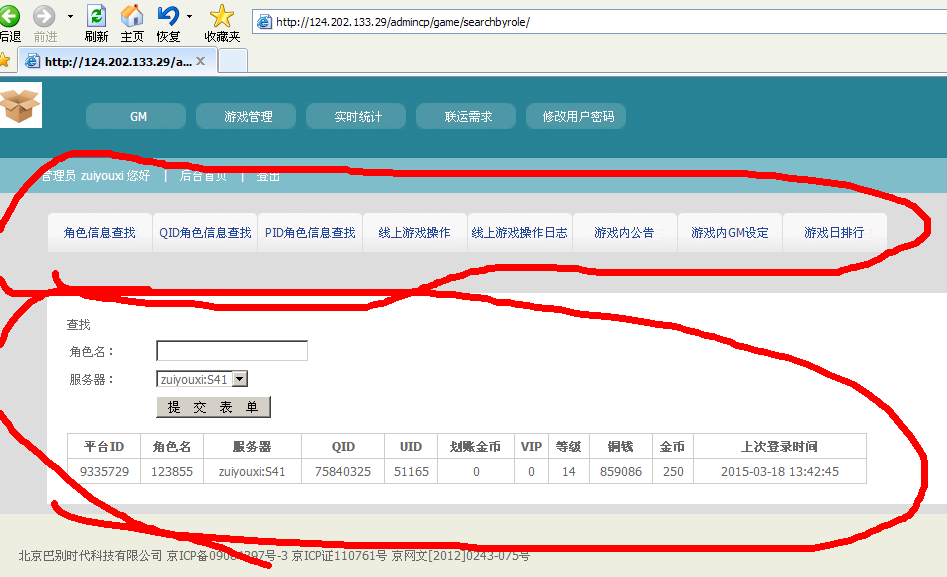 http://124.202.133.29/admincp/game/searchbyrole/
后退 前进 刷新 主页 恢复 收藏夹
http://124.202.133.29/a...
GM 游戏管理 实时统计 联运需求 修改用户密码
管理员 zuiyouxi 您好 | 后台首页 | 登出
角色信息查找 QID角色信息查找 PID角色信息查找 线上游戏操作 线上游戏操作日志 游戏内公告 游戏内GM设定 游戏日排行
查找
角色名：
服务器： zuiyouxi:S41
提 交 表 单
平台ID 角色名 服务器 QID UID 划账金币 VIP 等级 铜钱 金币 上次登录时间
9335729 123855 zuiyouxi:S41 75840325 51165 0 0 14 859086 250 2015-03-18 13:42:45
北京巴别时代科技有限公司 京ICP证110761号 京网文[2012]0243-075号